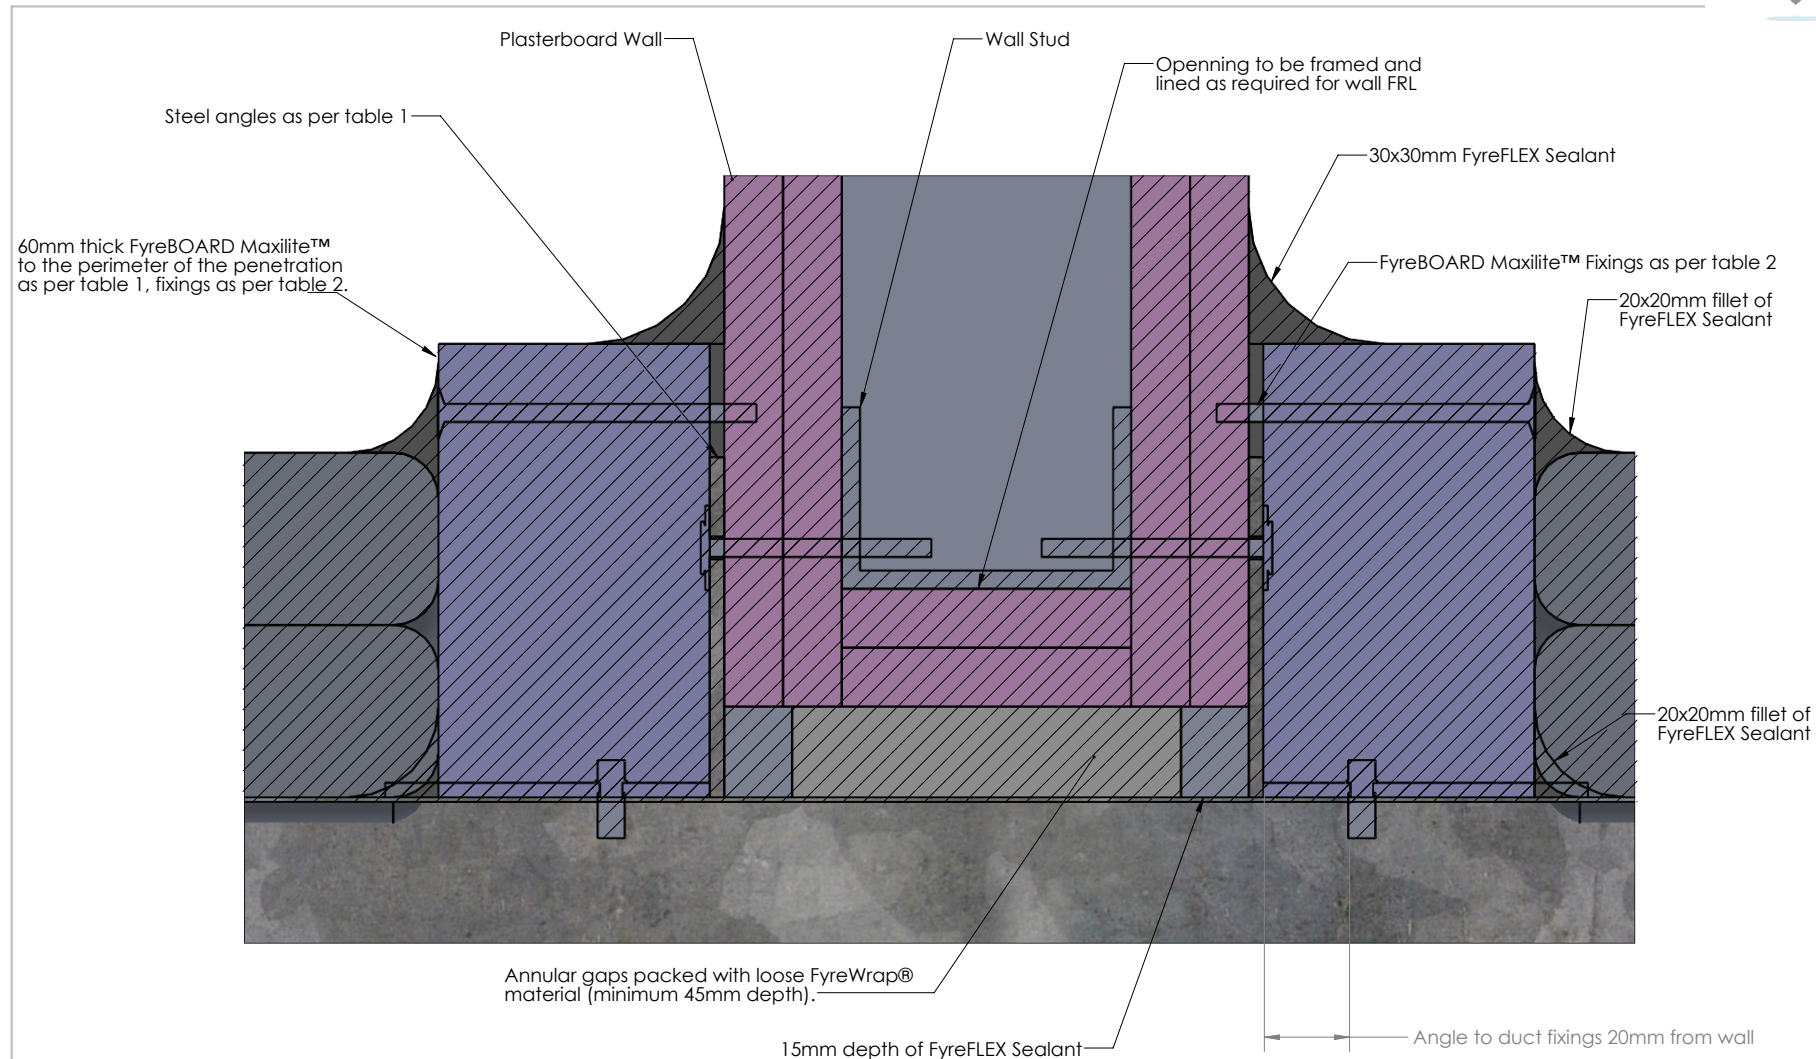 Plasterboard Wall
Wall Stud
Openning to be framed and
lined as required for wall FRL
Steel angles as per table 1
30x30mm FyreFLEX Sealant
60mm thick FyreBOARD Maxilite™
to the perimeter of the penetration
as per table 1, fixings as per table 2.
FyreBOARD Maxilite™ Fixings as per table 2
20x20mm fillet of
FyreFLEX Sealant
20x20mm fillet of
FyreFLEX Sealant
Annular gaps packed with loose FyreWrap®
material (minimum 45mm depth).
15mm depth of FyreFLEX Sealant
Angle to duct fixings 20mm from wall